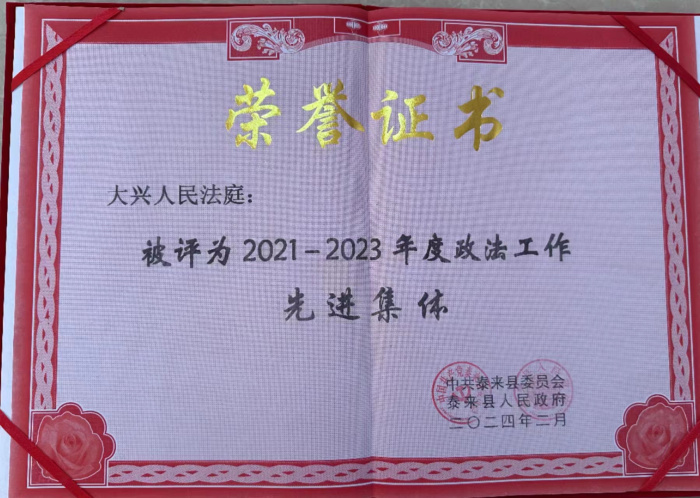 荣誉证书
大兴人民法庭：
被评为2021－2023年度政法工作
先进集体
中共泰来县委员会
泰来县人民政府
二〇二四年二月